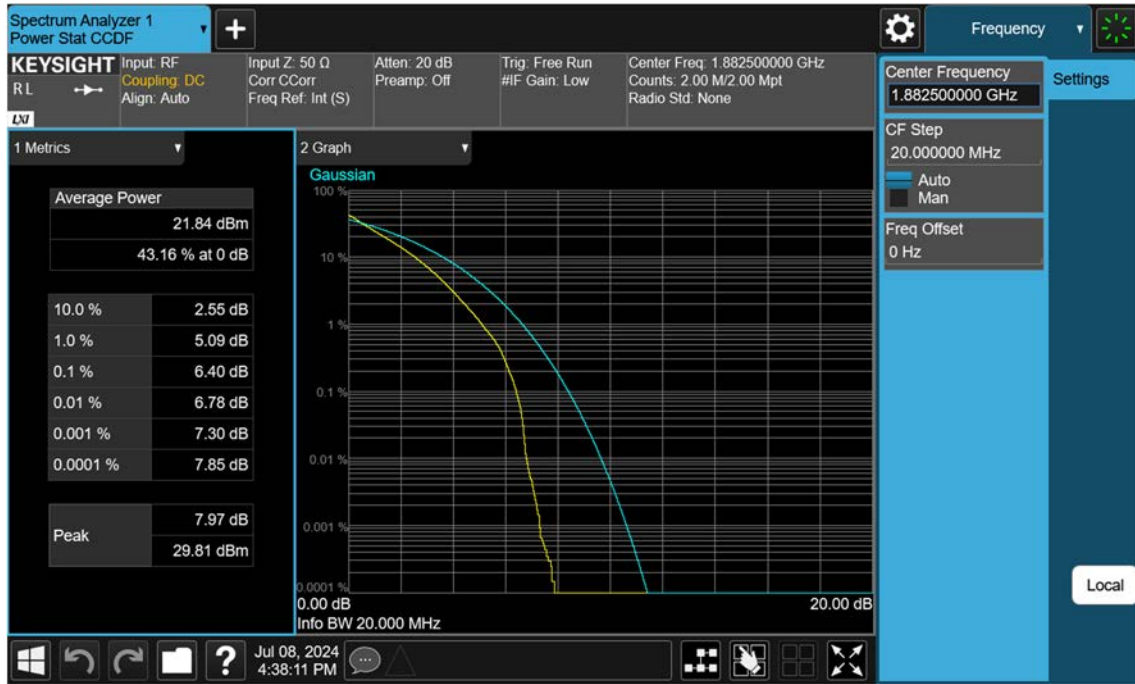 Spectrum Analyzer 1
Power Stat CCDF
Frequency
KEYSIGHT
RL
LXI
Input: RF
Coupling: DC
Align: Auto
Input Z: 50 Ω
Corr CCorr
Freq Ref: Int (S)
Atten: 20 dB
Preamp: Off
Trig: Free Run
#IF Gain: Low
Center Freq: 1.882500000 GHz
Counts: 2.00 M/2.00 Mpt
Radio Std: None
1 Metrics
Average Power
21.84 dBm
43.16 % at 0 dB
10.0 % 2.55 dB
1.0 % 5.09 dB
0.1 % 6.40 dB
0.01 % 6.78 dB
0.001 % 7.30 dB
0.0001 % 7.85 dB
Peak
7.97 dB
29.81 dBm
2 Graph
Gaussian
100 %
10 %
1 %
0.1 %
0.01 %
0.001 %
0.0001 %
0.00 dB 20.00 dB
Info BW 20.000 MHz
Center Frequency
1.882500000 GHz
CF Step
20.000000 MHz
Auto
Man
Freq Offset
0 Hz
Settings
Local
?
Jul 08, 2024
4:38:11 PM